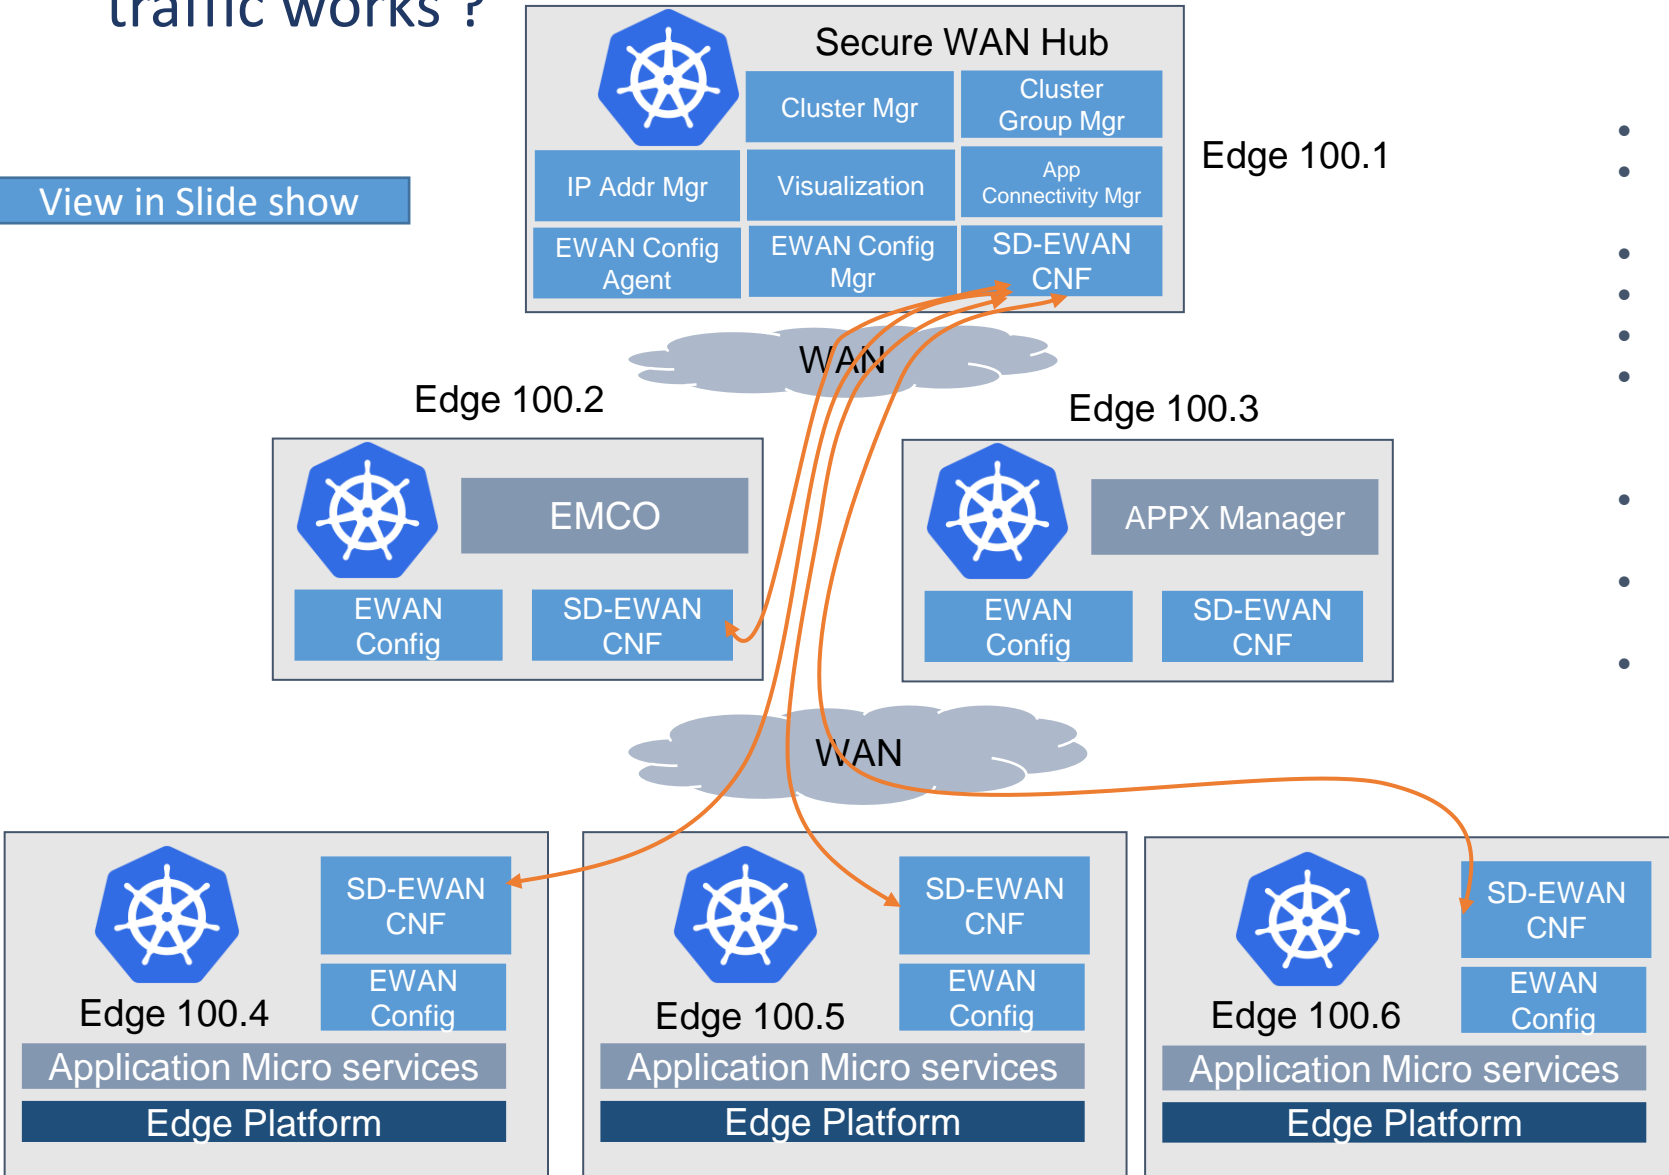 traffic works ?
View in Slide show
Secure WAN Hub
Cluster Mgr
Cluster
Group Mgr
IP Addr Mgr
Visualization
App
Connectivity Mgr
EWAN Config
Agent
EWAN Config
Mgr
SD-EWAN
CNF
Edge 100.1
WAN
Edge 100.2
EMCO
EWAN
Config
SD-EWAN
CNF
Edge 100.3
APPX Manager
EWAN
Config
SD-EWAN
CNF
WAN
SD-EWAN
CNF
EWAN
Config
Edge 100.4
Application Micro services
Edge Platform
SD-EWAN
CNF
EWAN
Config
Edge 100.5
Application Micro services
Edge Platform
SD-EWAN
CNF
EWAN
Config
Edge 100.6
Application Micro services
Edge Platform